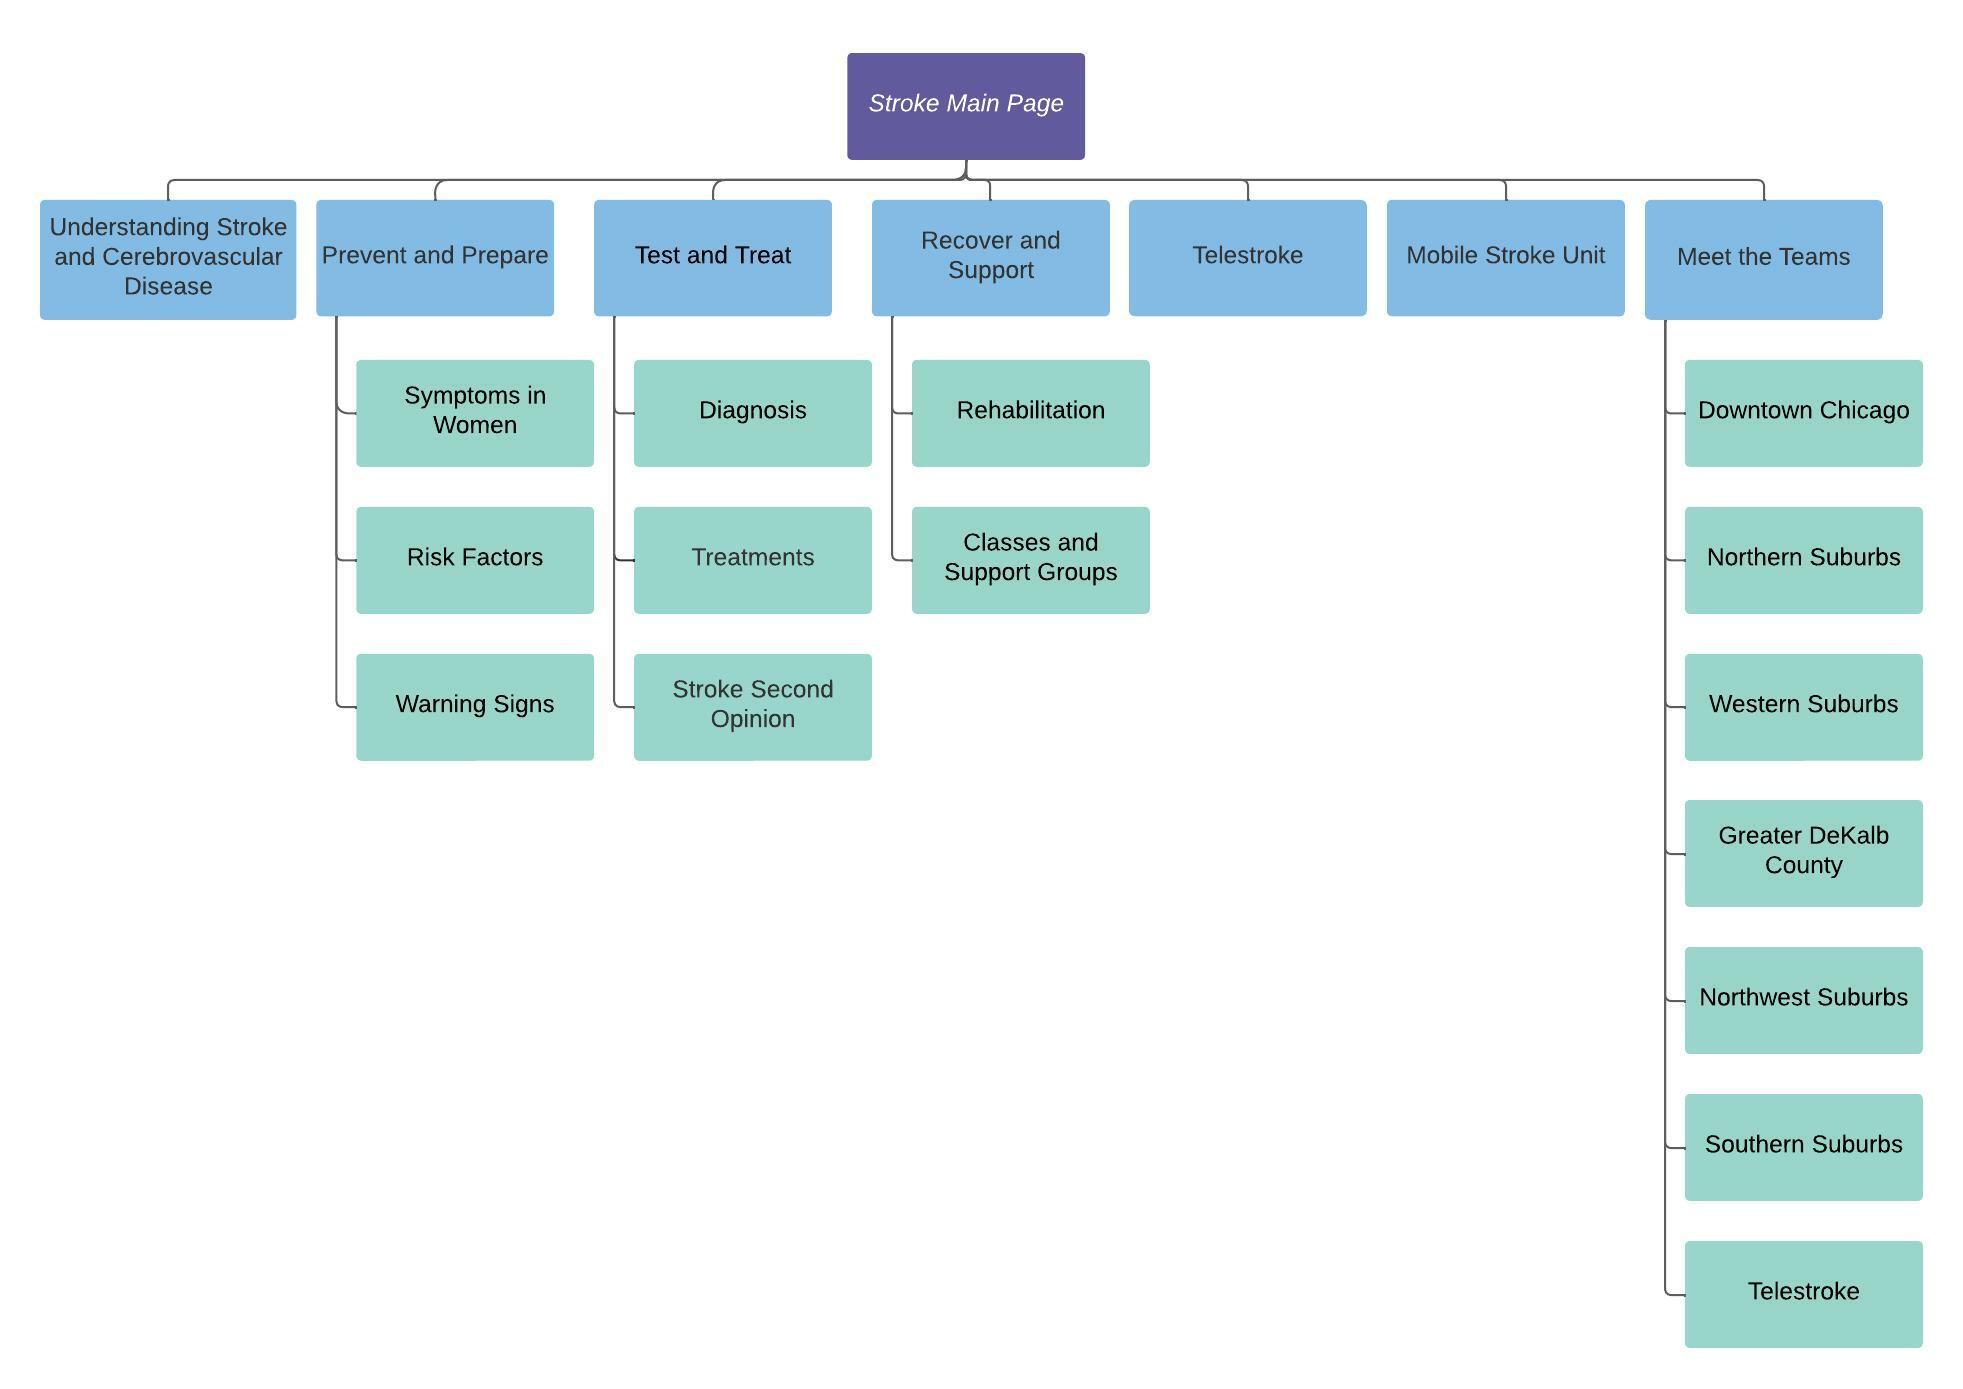 Stroke Main Page
Understanding Stroke
and Cerebrovascular
Disease
Prevent and Prepare
Test and Treat
Recover and
Support
Telestroke
Mobile Stroke Unit
Meet the Teams
Symptoms in
Women
Risk Factors
Warning Signs
Diagnosis
Treatments
Stroke Second
Opinion
Rehabilitation
Classes and
Support Groups
Downtown Chicago
Northern Suburbs
Western Suburbs
Greater DeKalb
County
Northwest Suburbs
Southern Suburbs
Telestroke